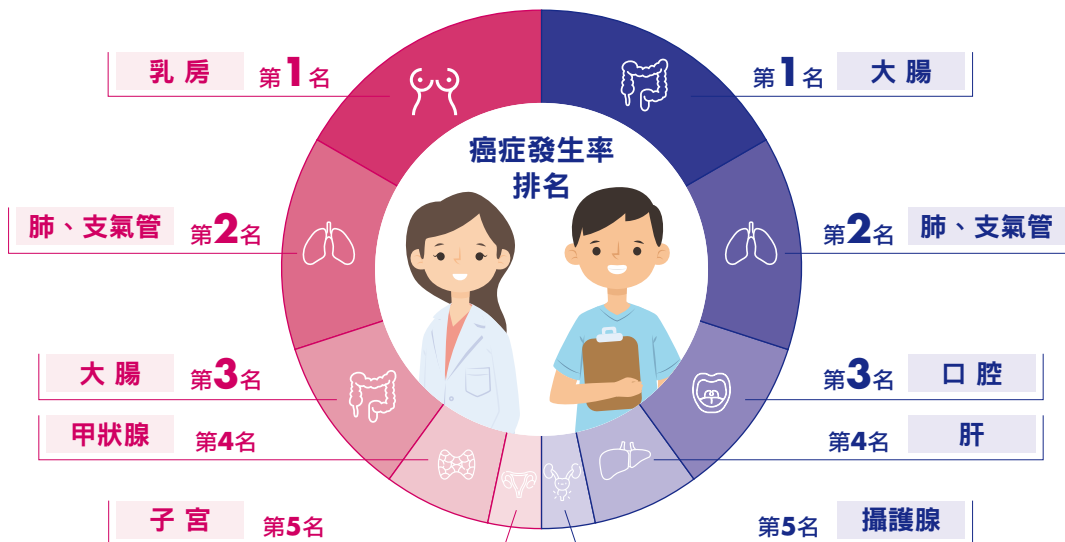 癌症發生率
排名
乳房 第1名
肺、支氣管 第2名
大腸 第3名
甲狀腺 第4名
子宮 第5名
第1名 大腸
第2名 肺、支氣管
第3名 口腔
第4名 肝
第5名 攝護腺